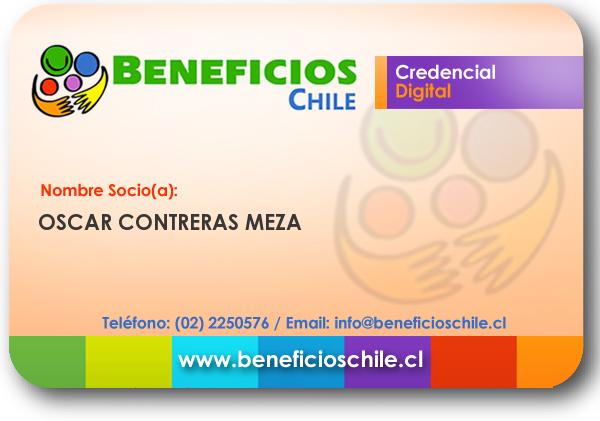 BENEFICIOS
CHILE
Credencial
Digital
Nombre Socio(a):
OSCAR CONTRERAS MEZA
Teléfono: (02) 2250576 / Email: info@beneficioschile.cl
www.beneficioschile.cl